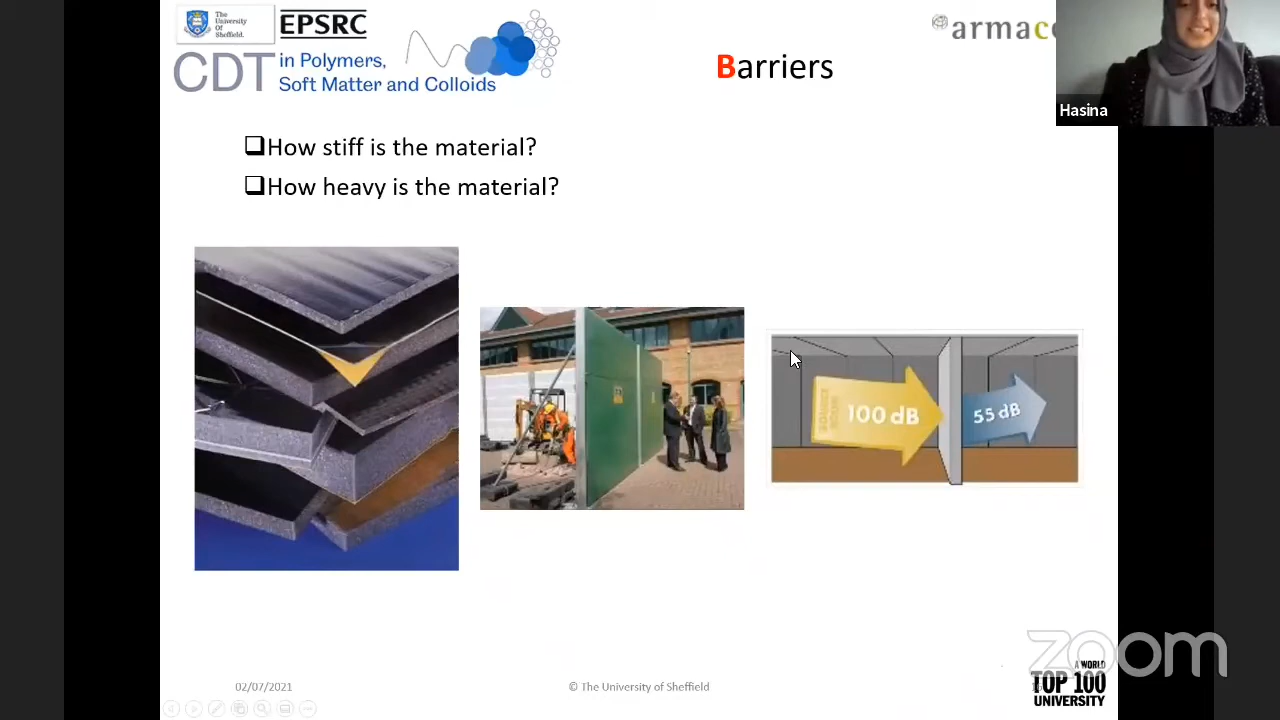 The
University
Of
Sheffield.
EPSRC
CDT
in Polymers,
Soft Matter and Colloids
Barriers
armac
Hasina
How stiff is the material?
How heavy is the material?
100 dB
55 dB
zoom
02/07/2021
© The University of Sheffield
A WORLD
TOP 100
UNIVERSITY